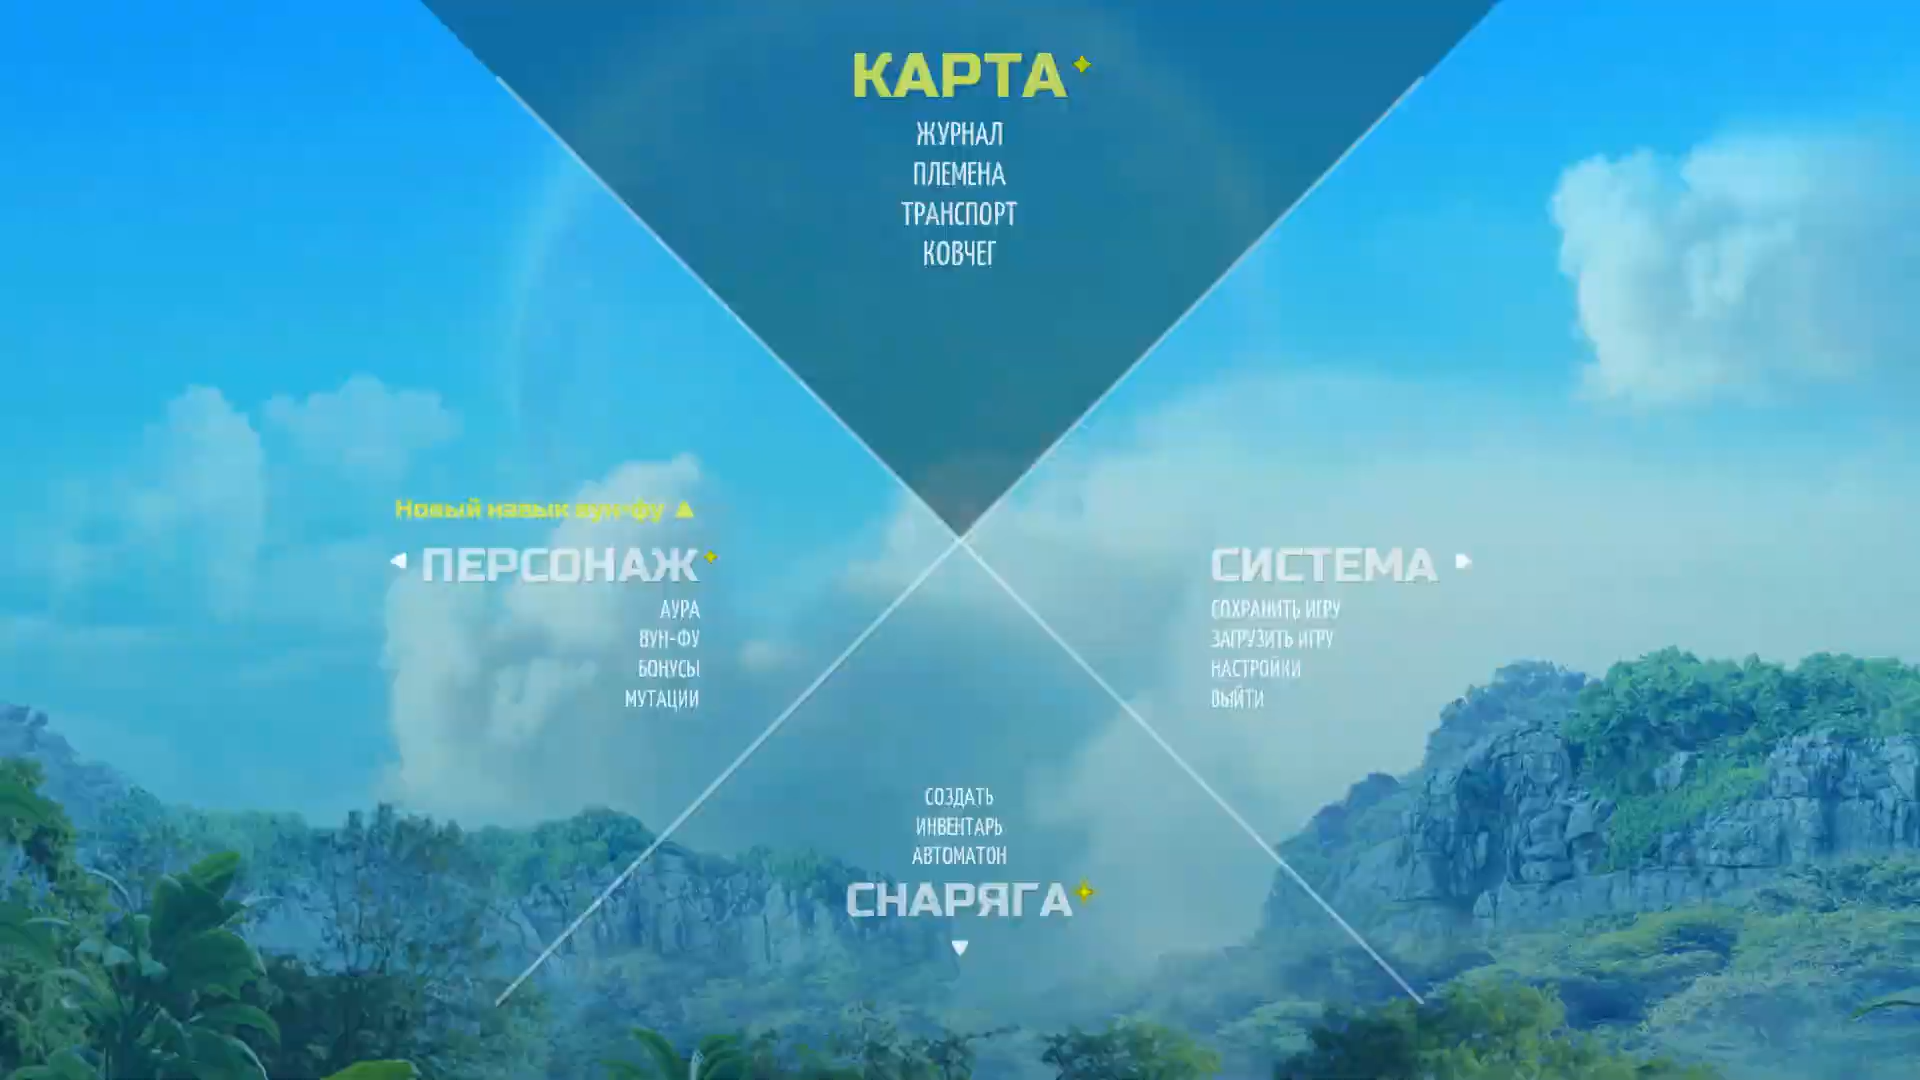 КАРТА
ЖУРНАЛ
ПЛЕМЕНА
ТРАНСПОРТ
КОВЧЕГ
Новый навык вун-фу
ПЕРСОНАЖ
АУРА
ВУН-ФУ
БОНУСЫ
МУТАЦИИ
СИСТЕМА
СОХРАНИТЬ ИГРУ
ЗАГРУЗИТЬ ИГРУ
НАСТРОЙКИ
ВЫЙТИ
СОЗДАТЬ
ИНВЕНТАРЬ
АВТОМАТОН
СНАРЯГА